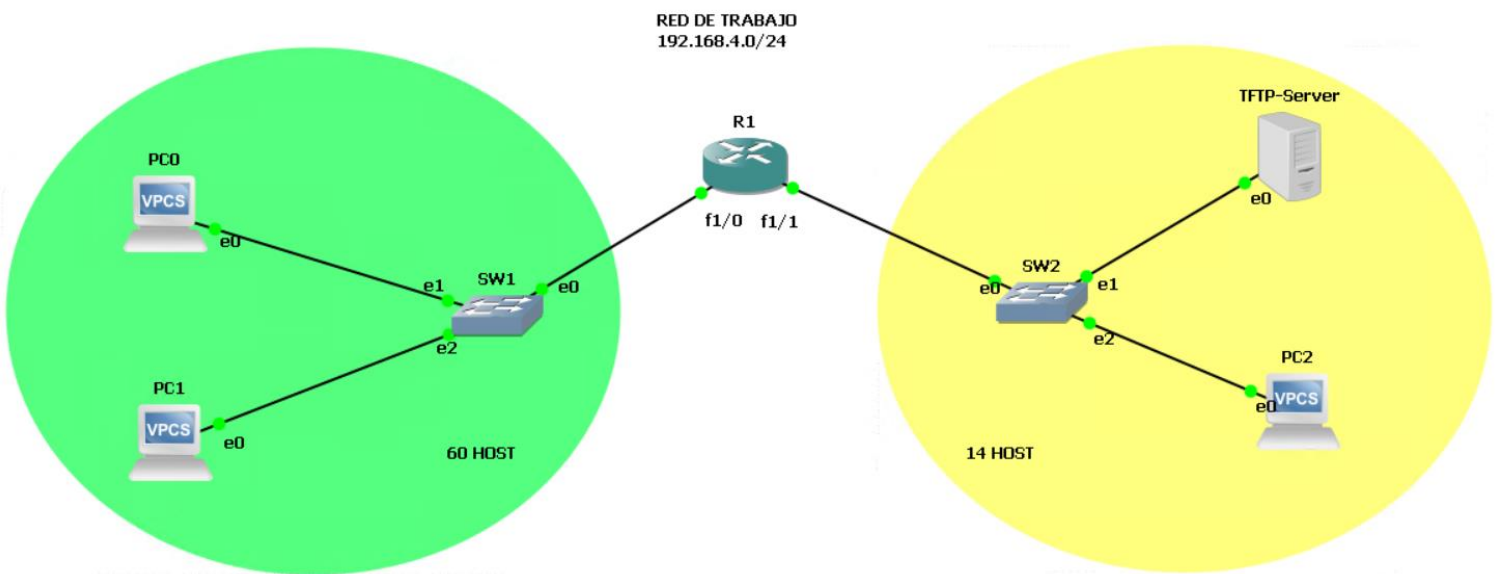 RED DE TRABAJO
192.168.4.0/24
TFTP-Server
R1
PC0
VPCS
e0
f1/0
f1/1
e0
SW1
e1
e0
e2
SW2
e0
e1
e2
PC1
VPCS
e0
PC2
VPCS
e0
60 HOST
14 HOST